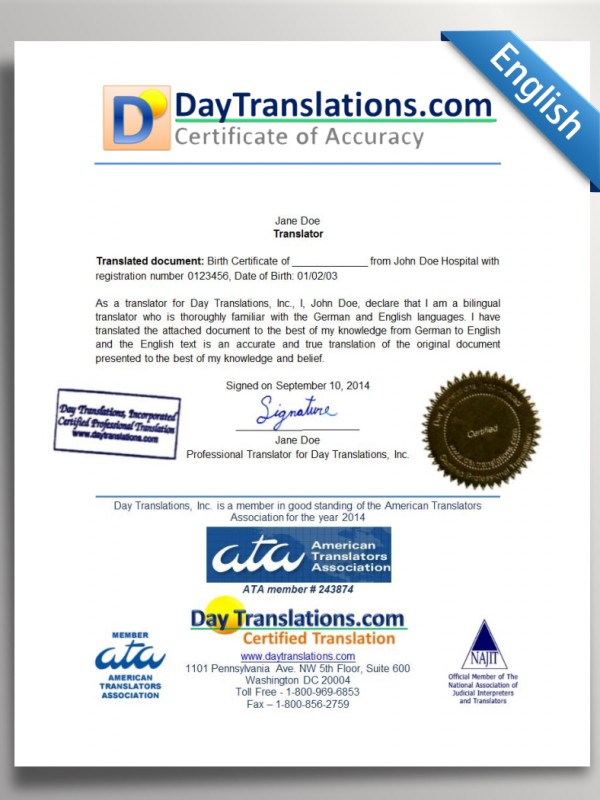 English
D
DayTranslations.com
Certificate of Accuracy
Jane Doe
Translator
Translated document: Birth Certificate of ______________ from John Doe Hospital with
registration number 0123456, Date of Birth: 01/02/03
As a translator for Day Translations, Inc., I, John Doe, declare that I am a bilingual
translator who is thoroughly familiar with the German and English languages. I have
translated the attached document to the best of my knowledge from German to English
and the English text is an accurate and true translation of the original document
presented to the best of my knowledge and belief.
Signed on September 10, 2014
Signature
Jane Doe
Professional Translator for Day Translations, Inc.
Day Translations, Incorporated
Certified Professional Translation
www.daytranslations.com
Certified
Day Translations, Inc. is a member in good standing of the American Translators
Association for the year 2014
ata American
Translators
Association
ATA member # 243874
DayTranslations.com
Certified Translation
www.daytranslations.com
1101 Pennsylvania Ave. NW 5th Floor, Suite 600
Washington DC 20004
Toll Free - 1-800-969-6853
Fax – 1-800-856-2759
MEMBER
ata
AMERICAN
TRANSLATORS
ASSOCIATION
NAJIT
Official Member of The
National Association of
Judicial Interpreters
and Translators